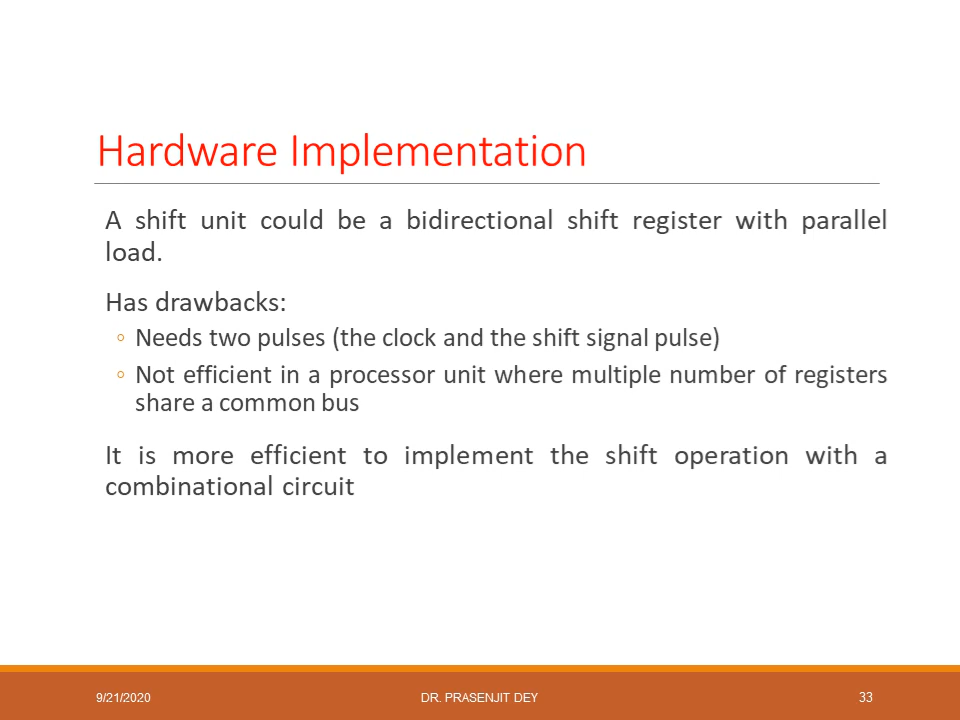 Hardware Implementation
A shift unit could be a bidirectional shift register with parallel
load.
Has drawbacks:
◦ Needs two pulses (the clock and the shift signal pulse)
◦ Not efficient in a processor unit where multiple number of registers
share a common bus
It is more efficient to implement the shift operation with a
combinational circuit
9/21/2020
DR. PRASENJIT DEY
33